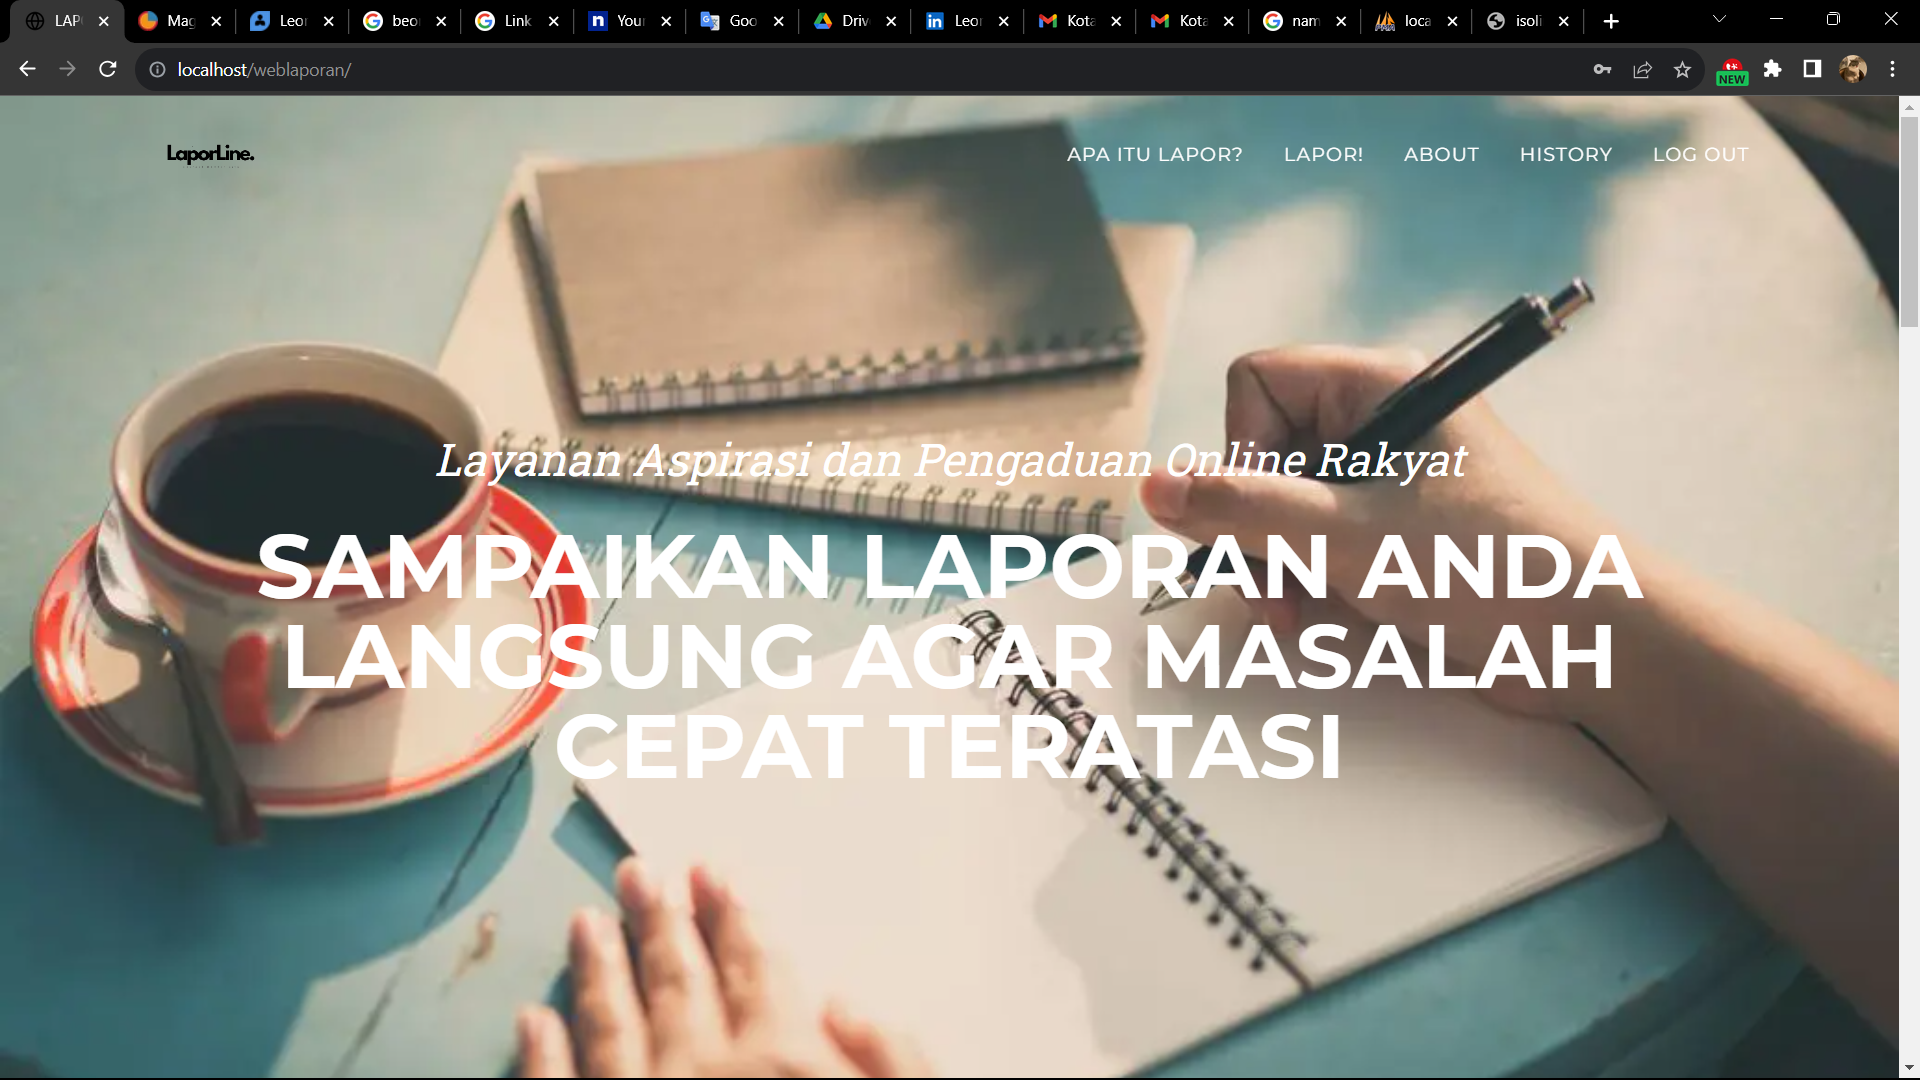 LAP
Mag
Leo
beo
Link
You
Goo
Driv
Leo
Kota
Kota
nam
loca
isoli
localhost/weblaporan/
NEW
LaporLine.
APA ITU LAPOR?
LAPOR!
ABOUT
HISTORY
LOG OUT
Layanan Aspirasi dan Pengaduan Online Rakyat
SAMPAIKAN LAPORAN ANDA
LANGSUNG AGAR MASALAH
CEPAT TERATASI